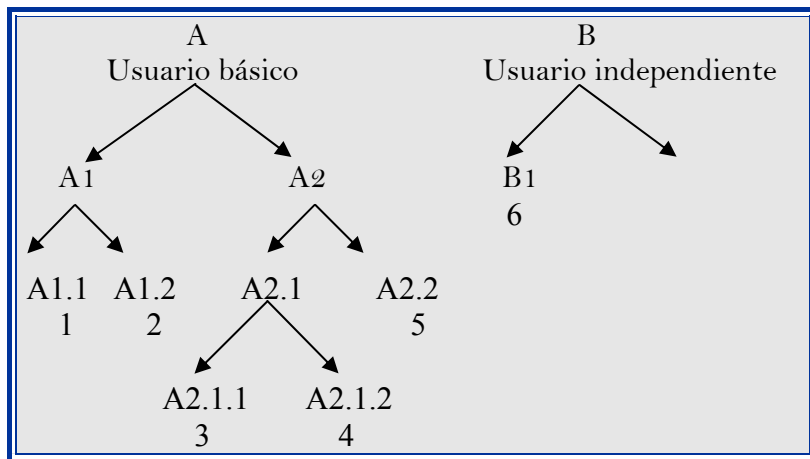 A B
Usuario básico Usuario independiente
A1 A2 B1
6
A1.1 A1.2 A2.1 A2.2
1 2 5
A2.1.1 A2.1.2
3 4